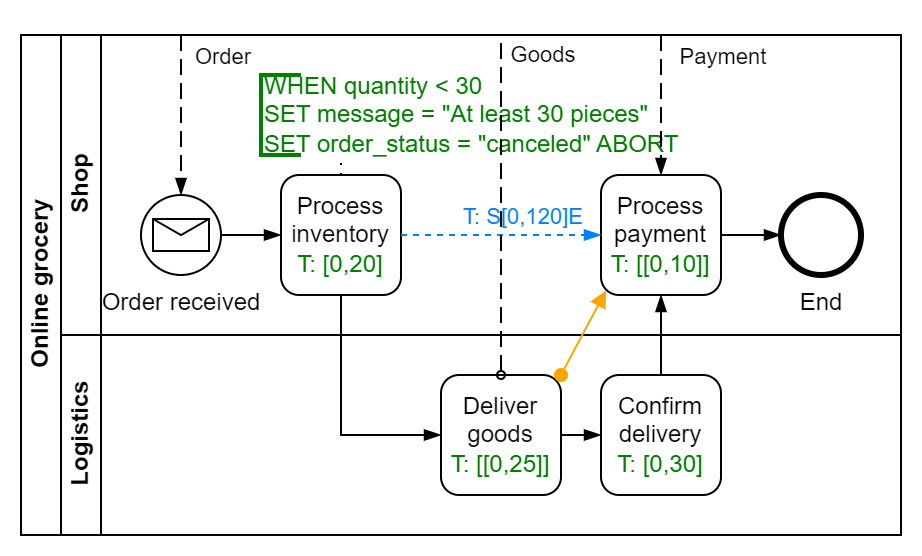 Order
Goods
Payment
WHEN quantity < 30
SET message = "At least 30 pieces"
SET order_status = "canceled" ABORT
Online grocery
Shop
Process
inventory
T: [0,20]
T: S[0,120]E
Process
payment
T: [[0,10]]
Order received
End
Logistics
Deliver
goods
T: [[0,25]]
Confirm
delivery
T: [0,30]